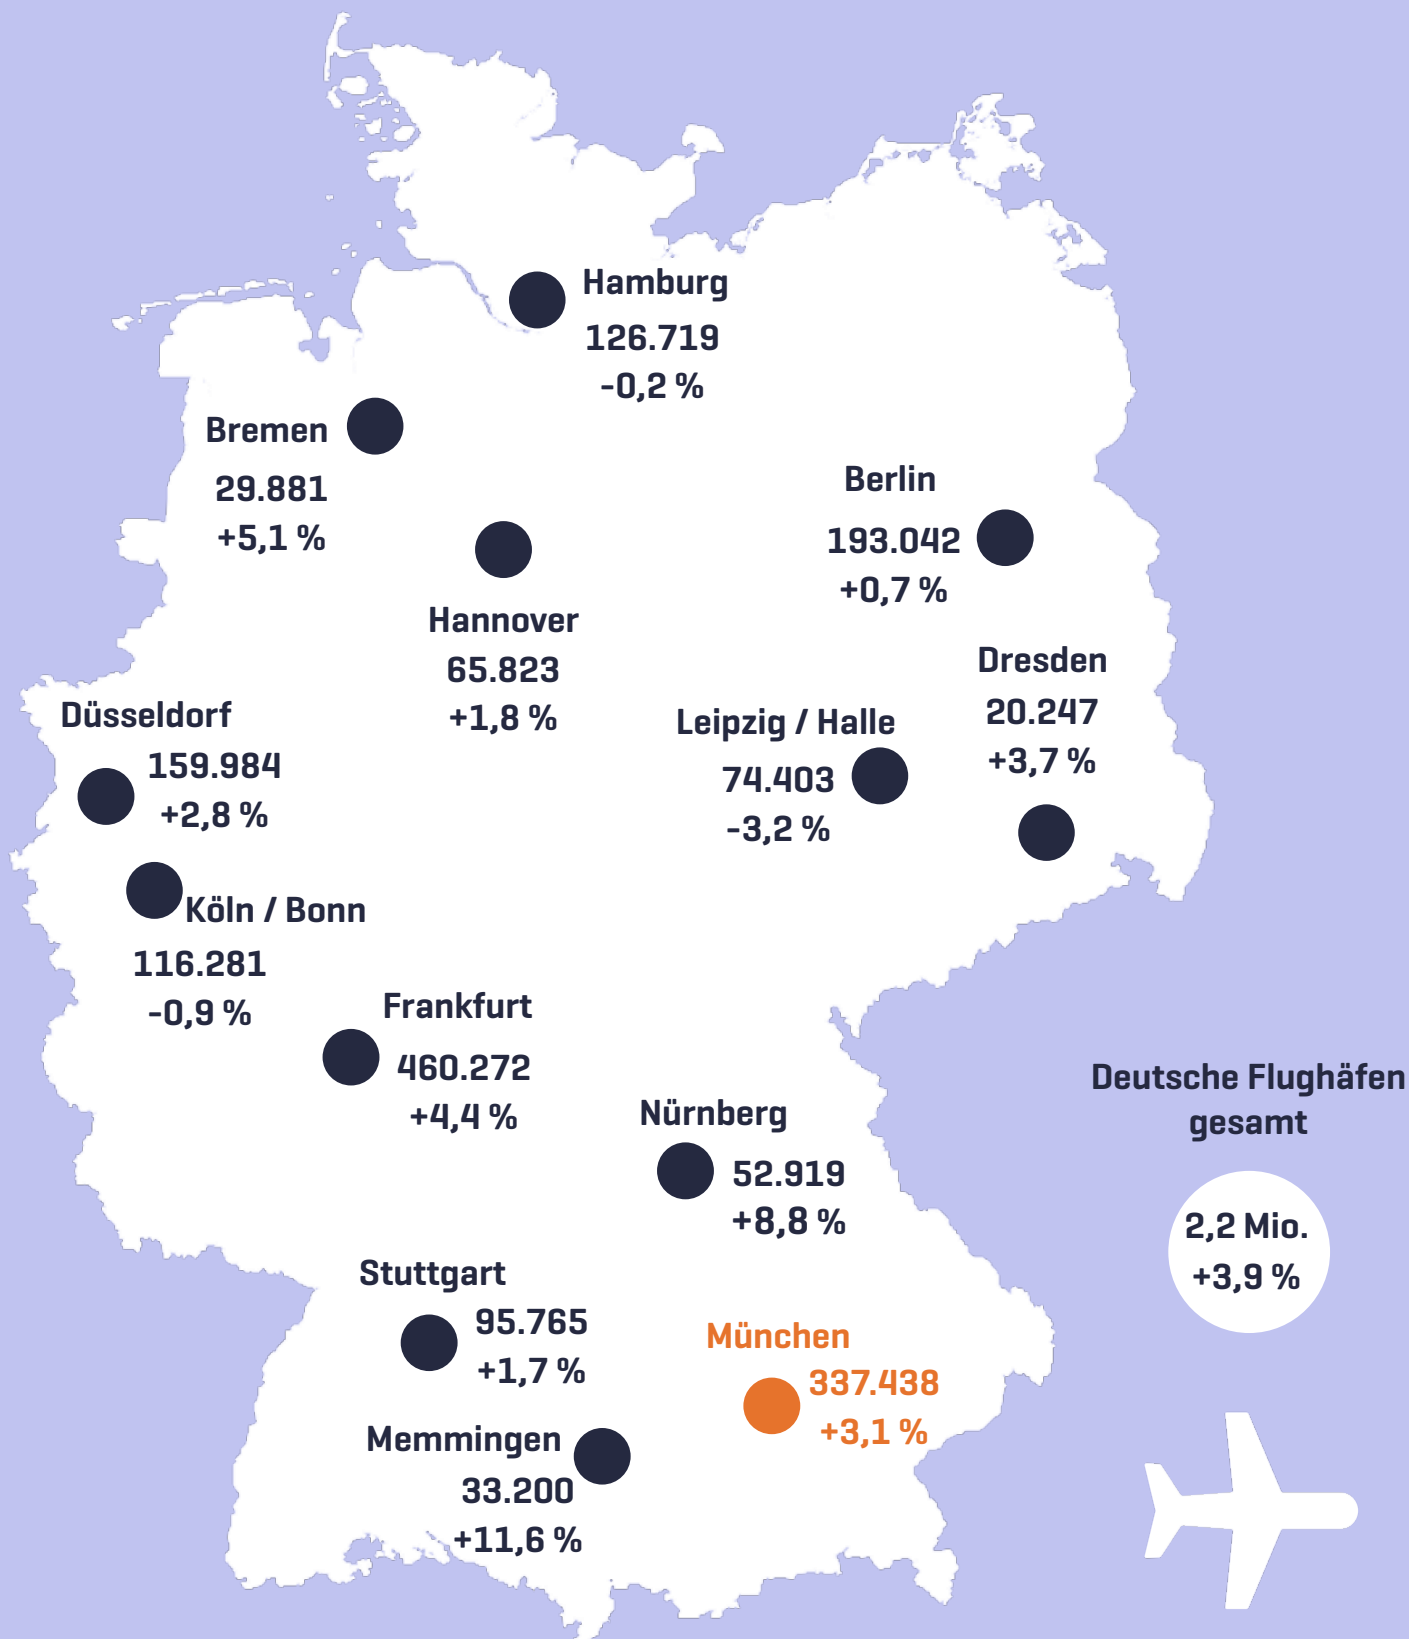 Hamburg
126.719
-0,2 %
Bremen
29.881
+5,1 %
Berlin
193.042
+0,7 %
Hannover
65.823
+1,8 %
Dresden
20.247
+3,7 %
Düsseldorf
159.984
+2,8 %
Leipzig / Halle
74.403
-3,2 %
Köln / Bonn
116.281
-0,9 %
Frankfurt
460.272
+4,4 %
Nürnberg
52.919
+8,8 %
Deutsche Flughäfen
gesamt
2,2 Mio.
+3,9 %
Stuttgart
95.765
+1,7 %
München
337.438
+3,1 %
Memmingen
33.200
+11,6 %